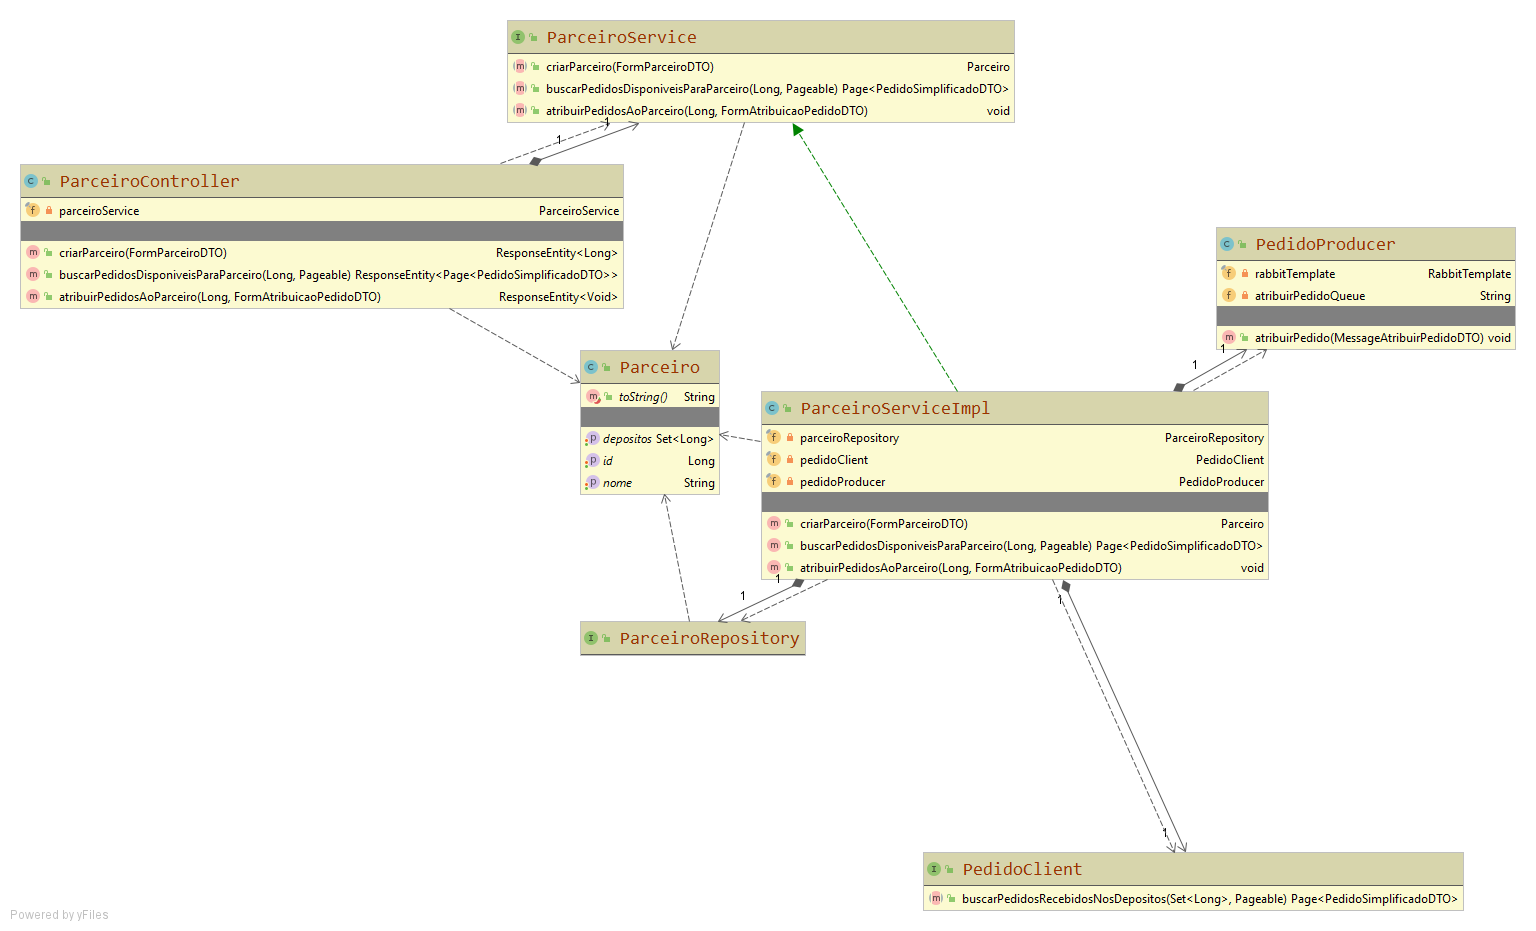 ParceiroService
criarParceiro(FormParceiroDTO) Parceiro
buscarPedidosDisponiveisParaParceiro(Long, Pageable) Page<PedidoSimplificadoDTO>
atribuirPedidosAoParceiro(Long, FormAtribuicaoPedidoDTO) void
1
1
ParceiroController
parceiroService ParceiroService
criarParceiro(FormParceiroDTO) ResponseEntity<Long>
buscarPedidosDisponiveisParaParceiro(Long, Pageable) ResponseEntity<Page<PedidoSimplificadoDTO>>
atribuirPedidosAoParceiro(Long, FormAtribuicaoPedidoDTO) ResponseEntity<Void>
PedidoProducer
rabbitTemplate RabbitTemplate
atribuirPedidoQueue String
atribuirPedido(MessageAtribuirPedidoDTO) void
1
1
Parceiro
toString() String
depositos Set<Long>
id Long
nome String
ParceiroServiceImpl
parceiroRepository ParceiroRepository
pedidoClient PedidoClient
pedidoProducer PedidoProducer
criarParceiro(FormParceiroDTO) Parceiro
buscarPedidosDisponiveisParaParceiro(Long, Pageable) Page<PedidoSimplificadoDTO>
atribuirPedidosAoParceiro(Long, FormAtribuicaoPedidoDTO) void
1
1
1
ParceiroRepository
1
PedidoClient
buscarPedidosRecebidosNosDepositos(Set<Long>, Pageable) Page<PedidoSimplificadoDTO>
Powered by yFiles